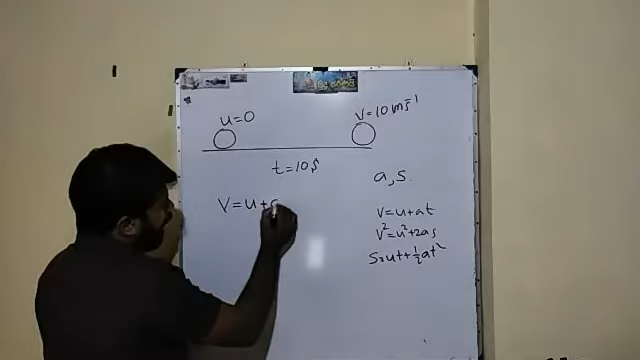 u=0
v=10ms⁻¹
t=10s
a,s
v=u+a
v=u+at
v²=u²+2as
s=ut+½at²